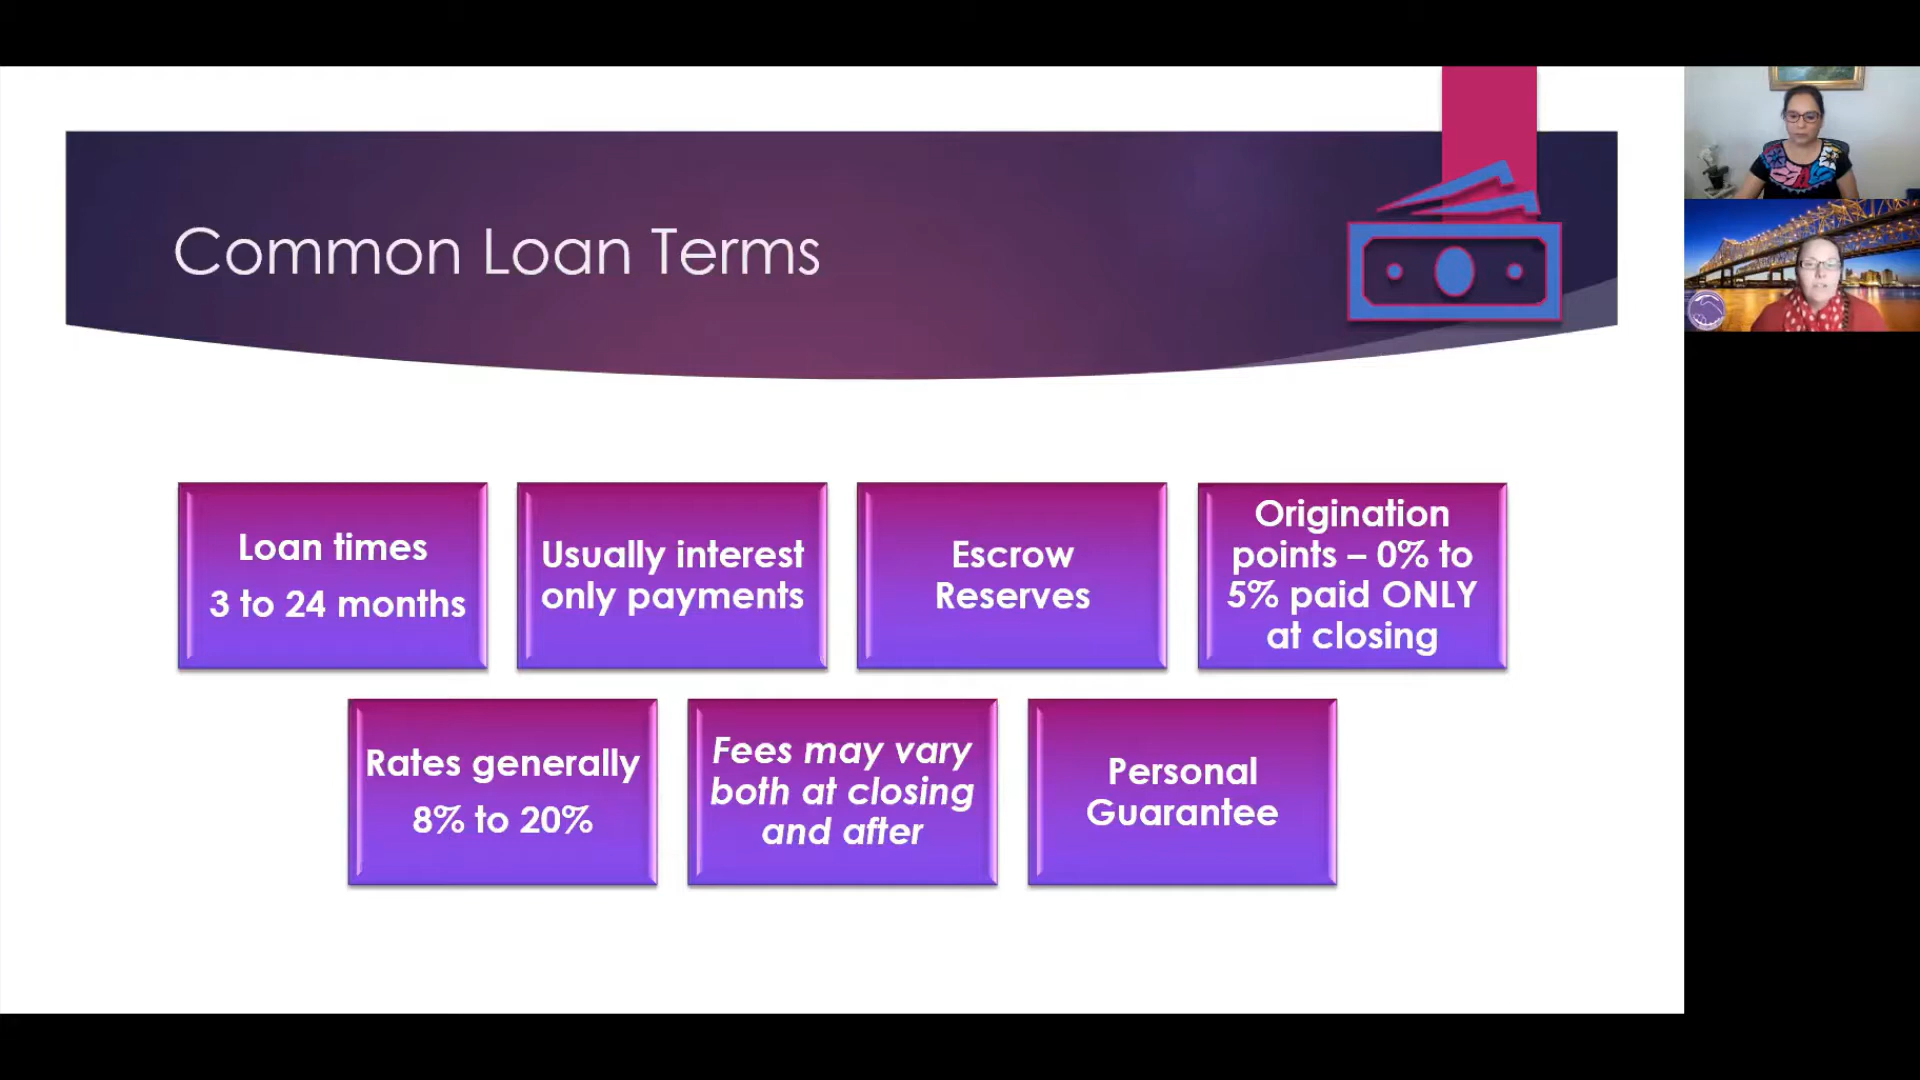 Common Loan Terms
Loan times
3 to 24 months
Usually interest
only payments
Escrow
Reserves
Origination
points – 0% to
5% paid ONLY
at closing
Rates generally
8% to 20%
Fees may vary
both at closing
and after
Personal
Guarantee